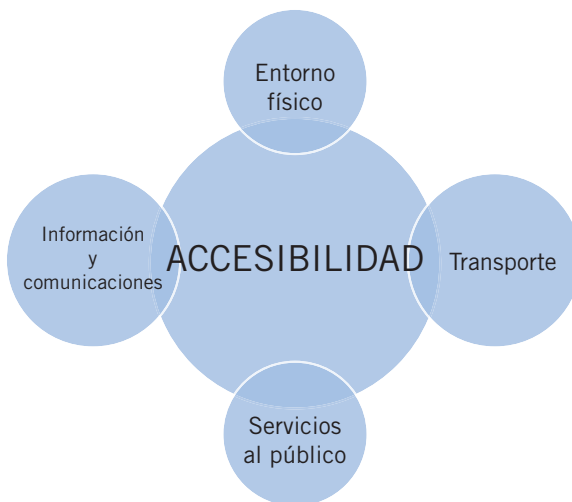 Entorno
físico
Información
y
comunicaciones
ACCESIBILIDAD
Transporte
Servicios
al público